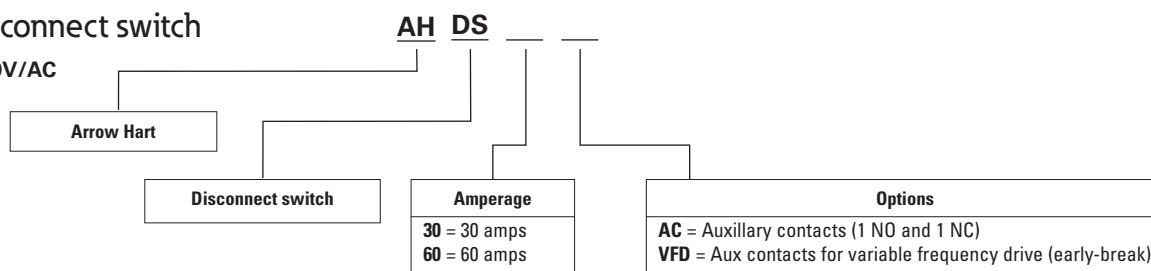 connect switch
AH DS
V/AC
Arrow Hart
Disconnect switch
Amperage
30 = 30 amps
60 = 60 amps
Options
AC = Auxillary contacts (1 NO and 1 NC)
VFD = Aux contacts for variable frequency drive (early-break)